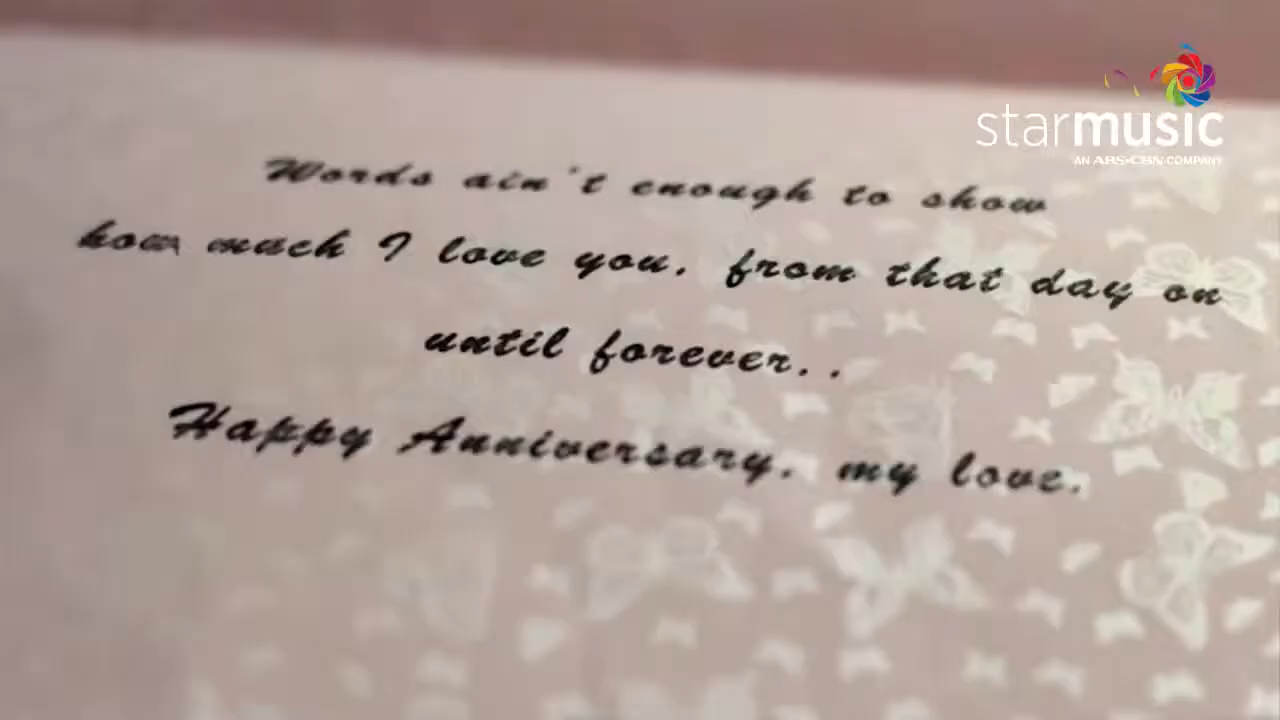 starmusic
AN ABS-CBN COMPANY
Words ain't enough to show
how much I love you, from that day on
until forever..
Happy Anniversary, my love.